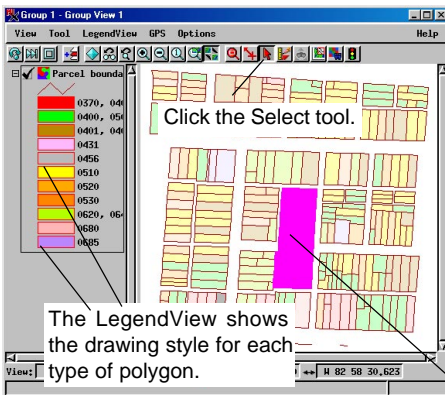 Group 1 - Group View 1
View Tool LegendView GPS Options Help
Parcel bounda
Click the Select tool.
0370, 040
0400, 050
0401, 040
0431
0456
0510
0520
0530
0620, 064
0680
0685
The LegendView shows
the drawing style for each
type of polygon.
View:
W 82 58 30.623